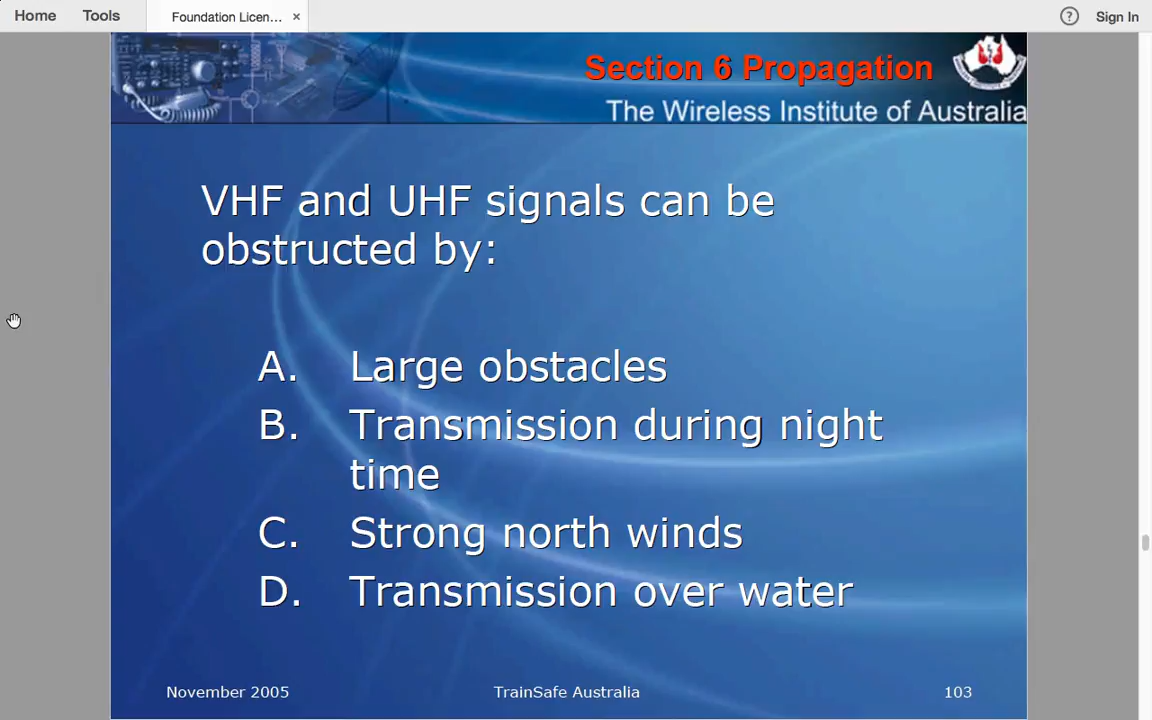 Home Tools Foundation Licen... × ? Sign In
Section 6 Propagation
The Wireless Institute of Australia
VHF and UHF signals can be
obstructed by:
A. Large obstacles
B. Transmission during night
time
C. Strong north winds
D. Transmission over water
November 2005 TrainSafe Australia 103